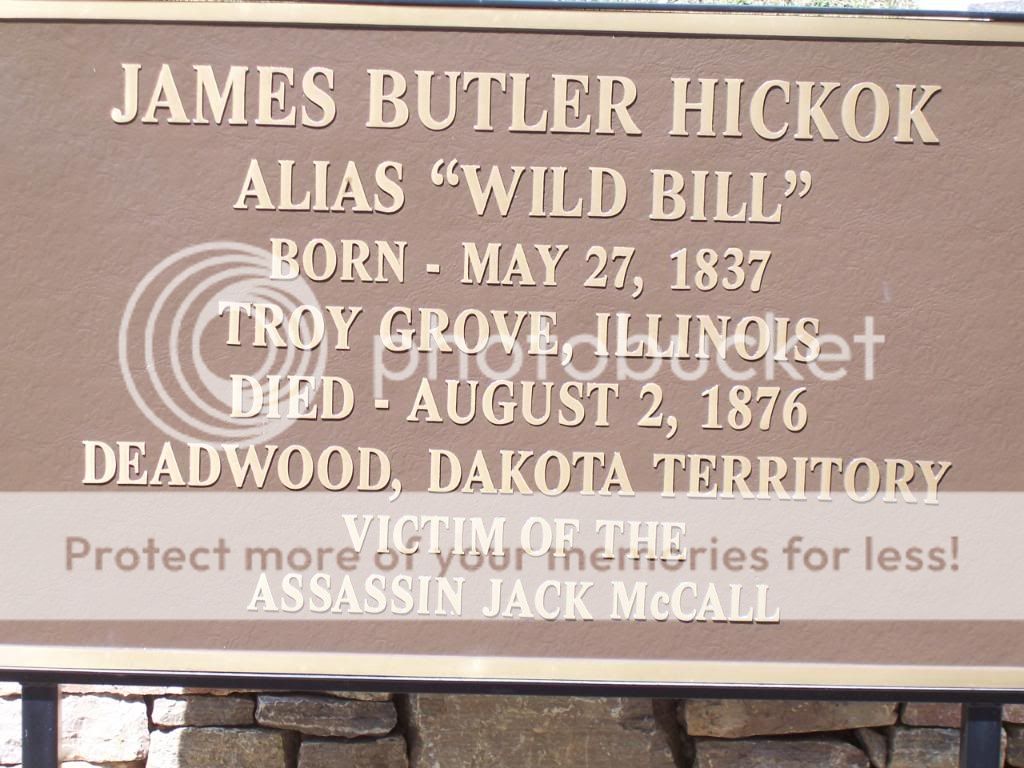 JAMES BUTLER HICKOK
ALIAS “WILD BILL”
BORN - MAY 27, 1837
TROY GROVE, ILLINOIS
photobucket
DIED - AUGUST 2, 1876
DEADWOOD, DAKOTA TERRITORY
VICTIM OF THE
Protect more of your memories for less!
ASSASSIN JACK McCALL